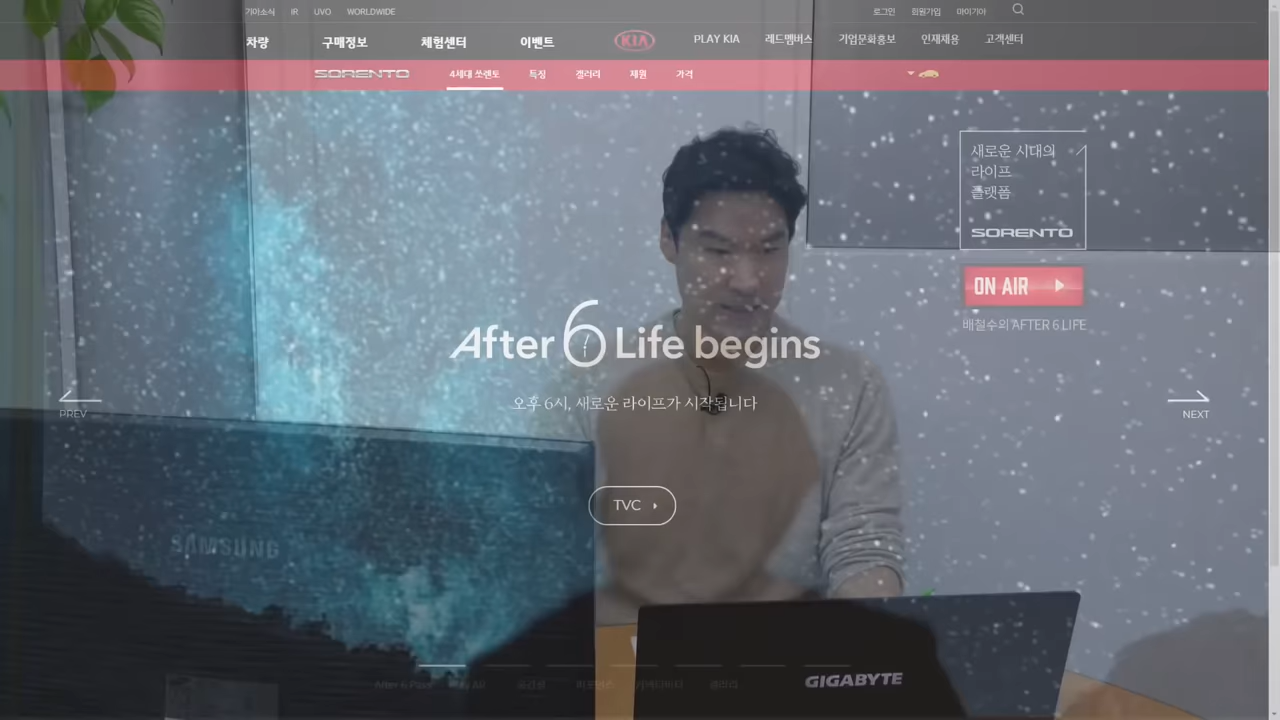 기아소식 IR UVO WORLDWIDE
로그인 회원가입 마이기아
차량 구매정보 체험센터 이벤트
KIA
PLAY KIA 레드멤버스 기업문화홍보 인재채용 고객센터
SORENTO
4세대 쏘렌토 특징 갤러리 제원 가격
새로운 시대의
라이프
플랫폼
SORENTO
ON AIR
배철수의 AFTER 6 LIFE
After 6 Life begins
오후 6시, 새로운 라이프가 시작됩니다
PREV
NEXT
TVC
SAMSUNG
GIGABYTE
갤러리